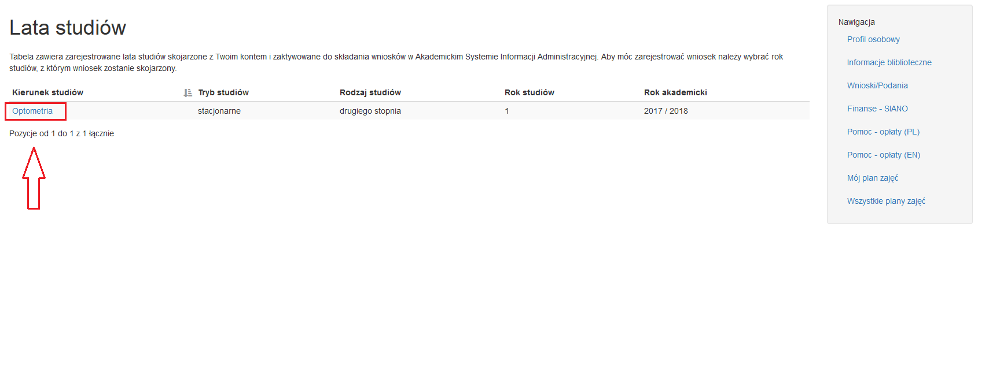 Lata studiów
Tabela zawiera zarejestrowane lata studiów skojarzone z Twoim kontem i zaktywowane do składania wniosków w Akademickim Systemie Informacji Administracyjnej. Aby móc zarejestrować wniosek należy wybrać rok
studiów, z którym wniosek zostanie skojarzony.
Kierunek studiów Tryb studiów Rodzaj studiów Rok studiów Rok akademicki
Optometria stacjonarne drugiego stopnia 1 2017 / 2018
Pozycje od 1 do 1 z 1 łącznie
Nawigacja
Profil osobowy
Informacje bliblioteczne
Wnioski/Podania
Finanse - SIANO
Pomoc - opłaty (PL)
Pomoc - opłaty (EN)
Mój plan zajęć
Wszystkie plany zajęć